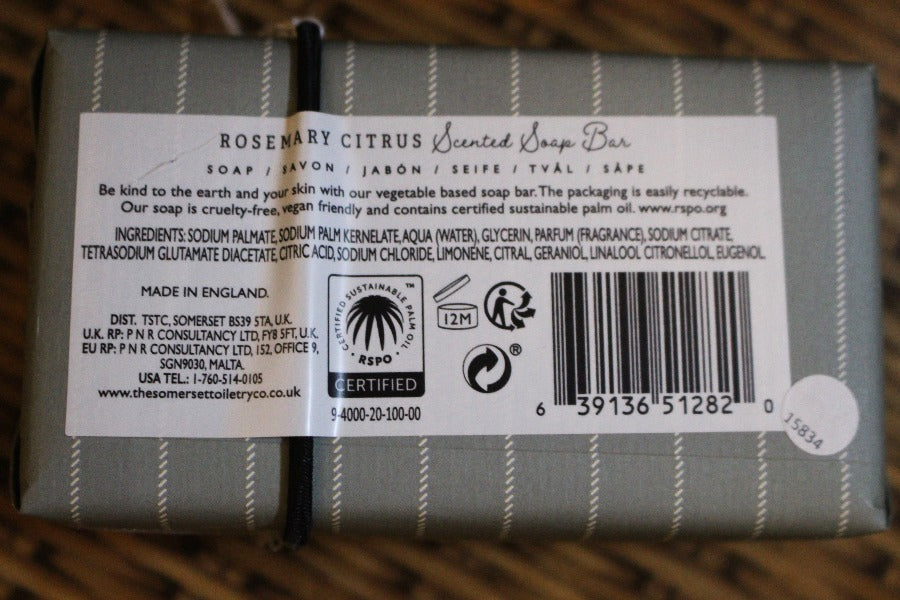 ROSEMARY CITRUS Scented Soap Bar
SOAP / SAVON / JABÓN / SEIFE / TVÅL / SÅPE
Be kind to the earth and your skin with our vegetable based soap bar. The packaging is easily recyclable.
Our soap is cruelty-free, vegan friendly and contains certified sustainable palm oil. www.rspo.org
INGREDIENTS: SODIUM PALMATE, SODIUM PALM KERNELATE, AQUA (WATER), GLYCERIN, PARFUM (FRAGRANCE), SODIUM CITRATE,
TETRASODIUM GLUTAMATE DIACETATE, CITRIC ACID, SODIUM CHLORIDE, LIMONENE, CITRAL, GERANIOL, LINALOOL CITRONELLOL, EUGENOL.
MADE IN ENGLAND.
DIST. TSTC, SOMERSET BS39 5TA, U.K.
U.K. RP: P N R CONSULTANCY LTD, FY8 5FT, U.K.
EU RP: P N R CONSULTANCY LTD, 152, OFFICE 9,
SGN9030, MALTA.
USA TEL.: 1-760-514-0105
www.thesomersettoiletryco.co.uk
CERTIFIED SUSTAINABLE PALM OIL ™
· RSPO ·
CERTIFIED
9-4000-20-100-00
12M
®
6 39136 51282 0
15834